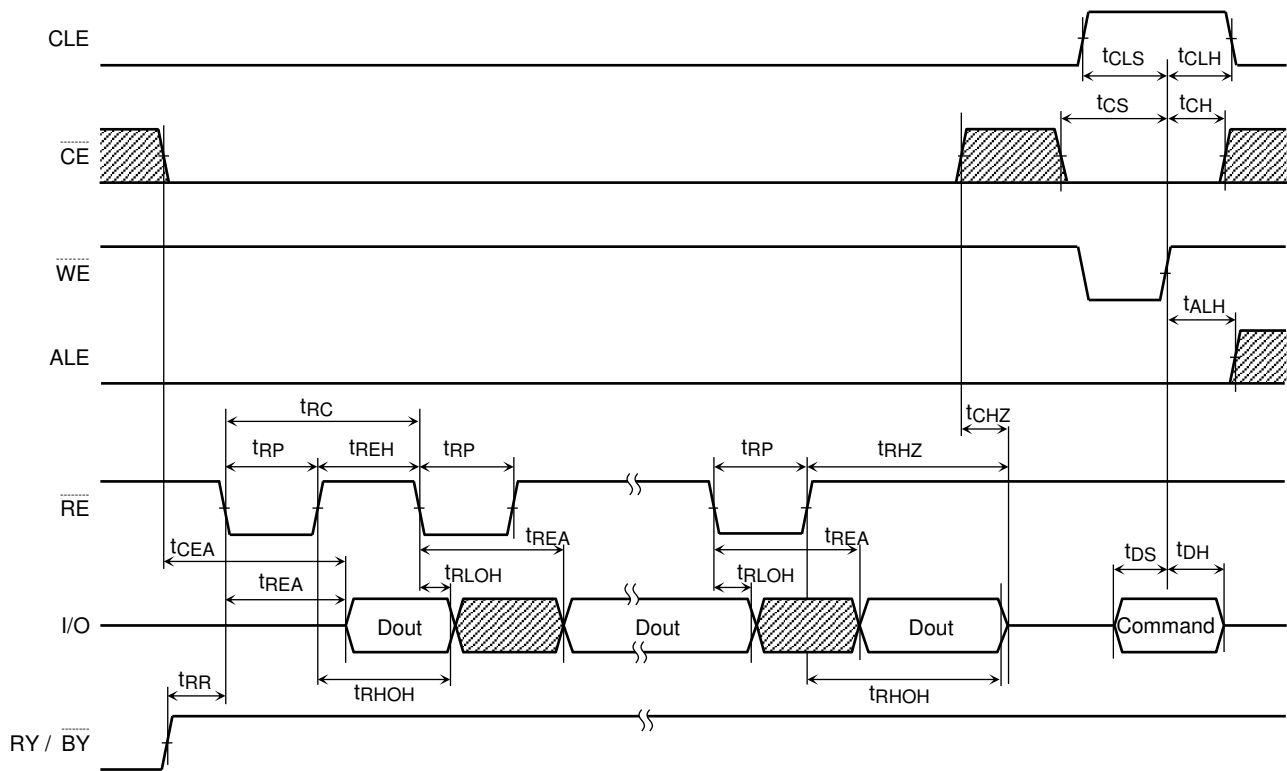 CLE
tCLS tCLH
CE
tCS tCH
WE
tALH
ALE
tRC tCHZ
tRP tREH tRP tRP tRHZ
RE
tCEA tREA tREA tDS tDH
tREA tRLOH tRLOH
I/O Dout Dout Dout Command
tRR tRHOH tRHOH
RY / BY